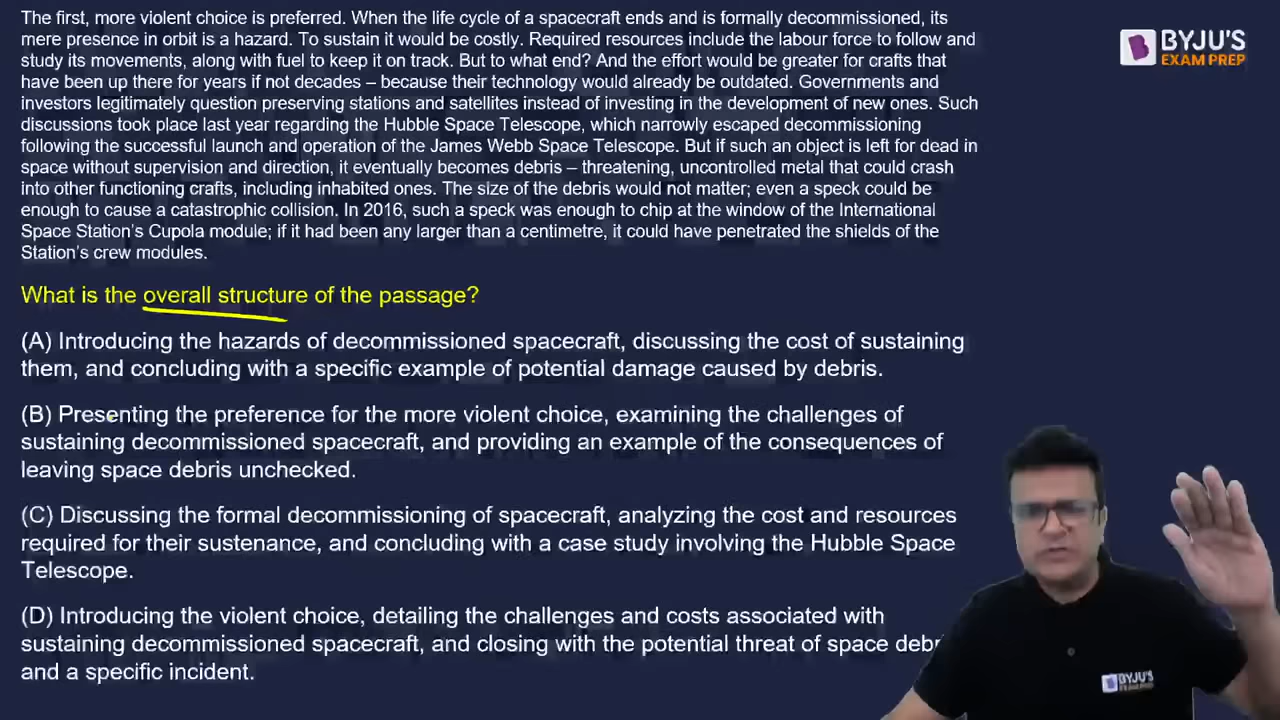 The first, more violent choice is preferred. When the life cycle of a spacecraft ends and is formally decommissioned, its
mere presence in orbit is a hazard. To sustain it would be costly. Required resources include the labour force to follow and
study its movements, along with fuel to keep it on track. But to what end? And the effort would be greater for crafts that
have been up there for years if not decades – because their technology would already be outdated. Governments and
investors legitimately question preserving stations and satellites instead of investing in the development of new ones. Such
discussions took place last year regarding the Hubble Space Telescope, which narrowly escaped decommissioning
following the successful launch and operation of the James Webb Space Telescope. But if such an object is left for dead in
space without supervision and direction, it eventually becomes debris – threatening, uncontrolled metal that could crash
into other functioning crafts, including inhabited ones. The size of the debris would not matter; even a speck could be
enough to cause a catastrophic collision. In 2016, such a speck was enough to chip at the window of the International
Space Station's Cupola module; if it had been any larger than a centimetre, it could have penetrated the shields of the
Station's crew modules.
BYJU'S
EXAM PREP
What is the overall structure of the passage?
(A) Introducing the hazards of decommissioned spacecraft, discussing the cost of sustaining
them, and concluding with a specific example of potential damage caused by debris.
(B) Presenting the preference for the more violent choice, examining the challenges of
sustaining decommissioned spacecraft, and providing an example of the consequences of
leaving space debris unchecked.
(C) Discussing the formal decommissioning of spacecraft, analyzing the cost and resources
required for their sustenance, and concluding with a case study involving the Hubble Space
Telescope.
(D) Introducing the violent choice, detailing the challenges and costs associated with
sustaining decommissioned spacecraft, and closing with the potential threat of space debr
and a specific incident.
BYJU'S
EXAM PREP